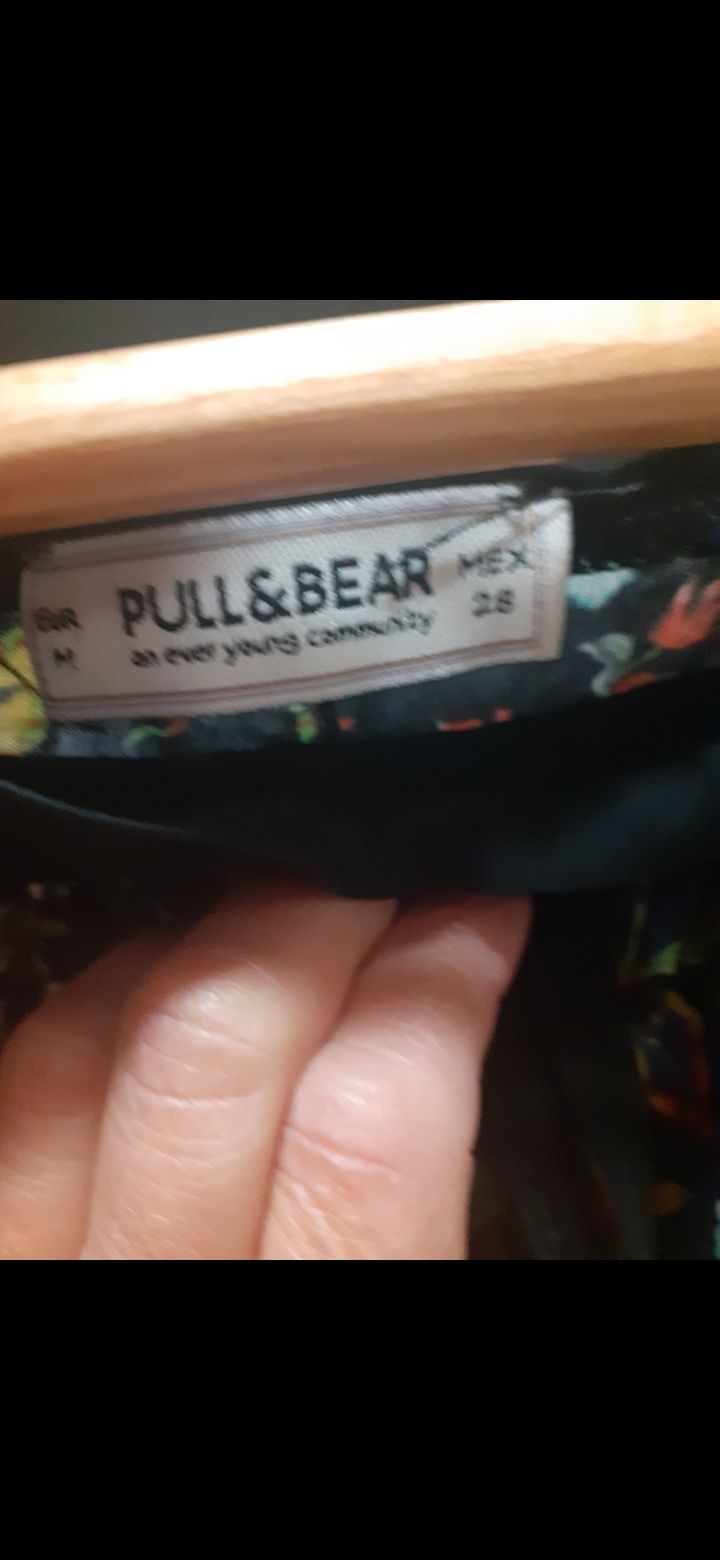 EUR
M
PULL&BEAR
an ever young community
MEX
28